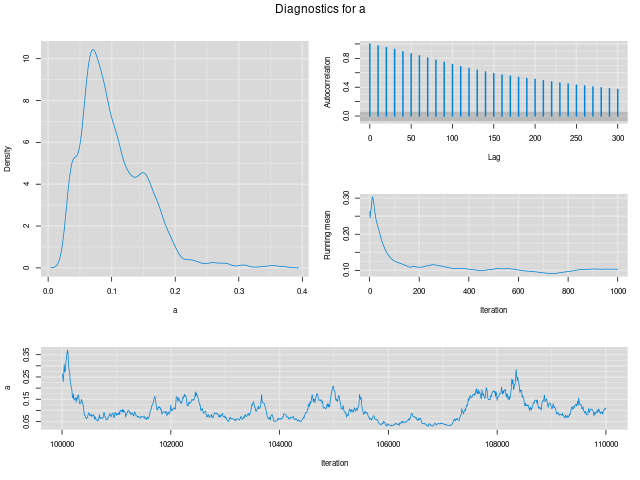 Diagnostics for a
Density
10
8
6
4
2
0
0.0 0.1 0.2 0.3 0.4
a
Autocorrelation
0.8
0.4
0.0
0 50 100 150 200 250 300
Lag
Running mean
0.30
0.20
0.10
0 200 400 600 800 1000
Iteration
a
0.35
0.25
0.15
0.05
100000 102000 104000 106000 108000 110000
Iteration